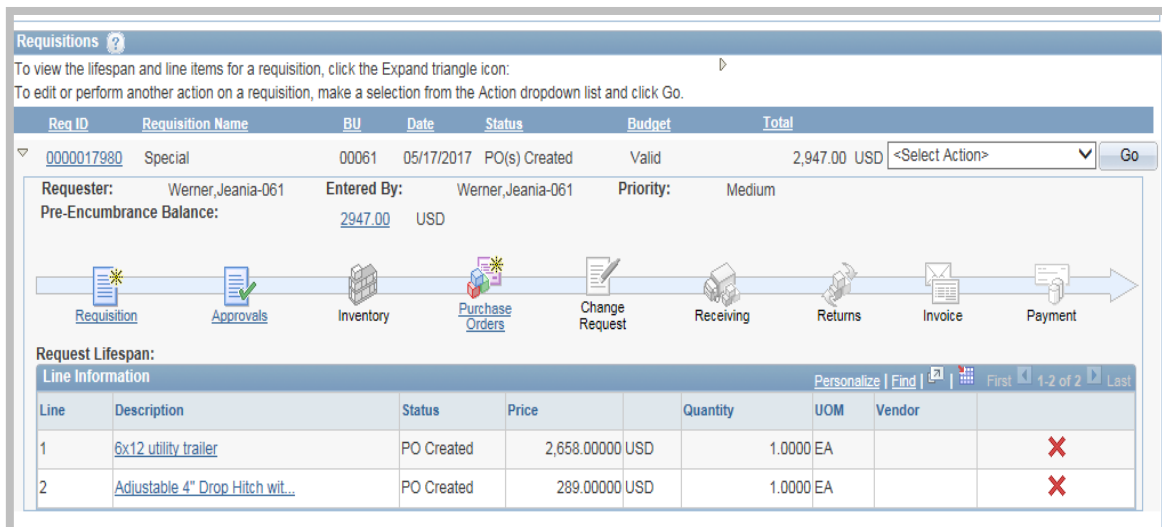 Requisitions ?
To view the lifespan and line items for a requisition, click the Expand triangle icon:
To edit or perform another action on a requisition, make a selection from the Action dropdown list and click Go.
Req ID Requisition Name BU Date Status Budget Total
0000017980 Special 00061 05/17/2017 PO(s) Created Valid 2,947.00 USD <Select Action> Go
Requester: Werner,Jeania-061 Entered By: Werner,Jeania-061 Priority: Medium
Pre-Encumbrance Balance: 2947.00 USD
Requisition Approvals Inventory Purchase Orders Change Request Receiving Returns Invoice Payment
Request Lifespan:
Line Information Personalize | Find | | First 1-2 of 2 Last
Line Description Status Price Quantity UOM Vendor
1 6x12 utility trailer PO Created 2,658.00000 USD 1.0000 EA
2 Adjustable 4" Drop Hitch wit... PO Created 289.00000 USD 1.0000 EA